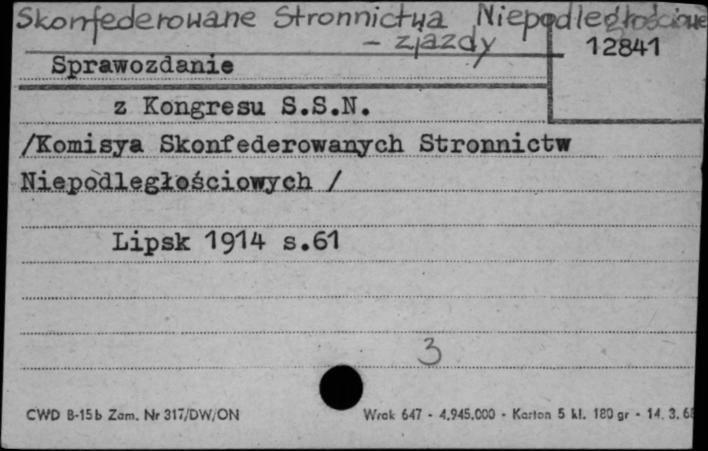 Skonfederowane Stronnictwa Niepodległościowe
- zjazdy
12841
Sprawozdanie
z Kongresu S.S.N.
/Komisya Skonfederowanych Stronnictw
Niepodległościowych /
Lipsk 1914 s.61
3
CWD B-15b Zam. Nr 317/DW/ON Wrak 647 - 4.945.000 - Karton 5 kl. 180 gr - 14. 3. 68